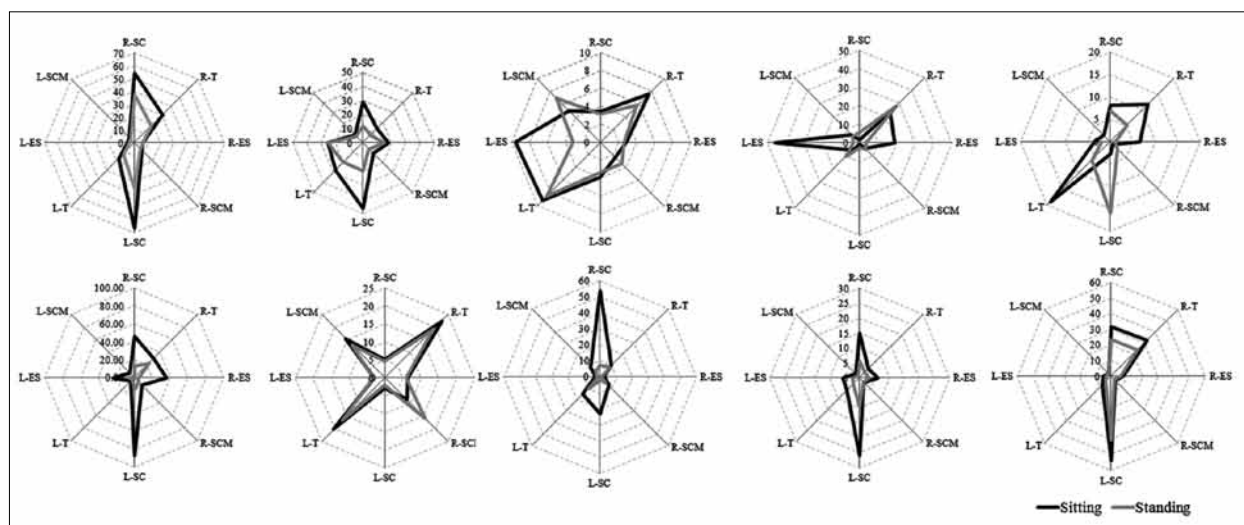 R-SC
70
60
L-SCM R-T
50
40
30
20
10
L-ES 0 R-ES
L-T R-SCM
L-SC
R-SC
50
40
L-SCM R-T
30
20
10
L-ES 0 R-ES
L-T R-SCM
L-SC
R-SC
10
8
L-SCM R-T
6
4
2
L-ES 0 R-ES
L-T R-SCM
L-SC
R-SC
50
40
L-SCM R-T
30
20
10
L-ES 0 R-ES
L-T R-SCM
L-SC
R-SC
20
15
L-SCM R-T
10
5
L-ES 0 R-ES
L-T R-SCM
L-SC
R-SC
100.00
80.00
L-SCM R-T
60.00
40.00
20.00
L-ES 0.00 R-ES
L-T R-SCM
L-SC
R-SC
25
20
L-SCM R-T
15
10
5
L-ES 0 R-ES
L-T R-SC
L-SC
R-SC
60
50
L-SCM R-T
40
30
20
10
L-ES 0 R-ES
L-T R-SCM
L-SC
R-SC
30
25
L-SCM R-T
20
15
10
5
L-ES 0 R-ES
L-T R-SCM
L-SC
R-SC
60
50
L-SCM R-T
40
30
20
10
L-ES 0 R-ES
L-T R-SCM
L-SC
Sitting Standing